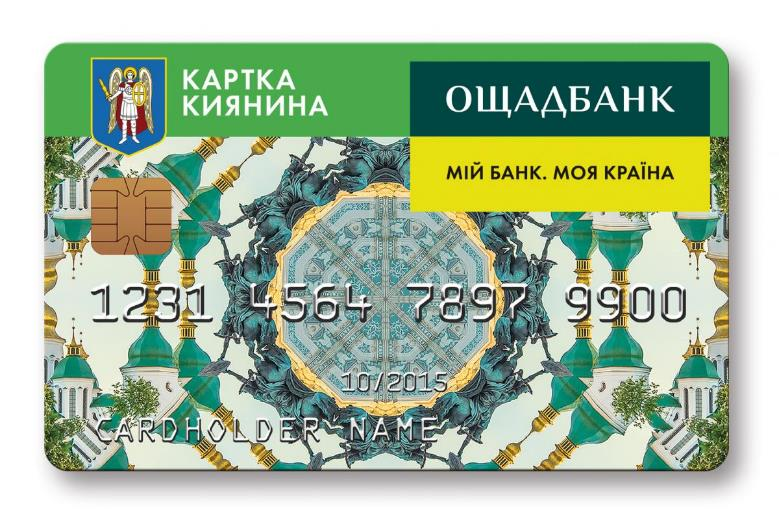 КАРТКА
КИЯНИНА
ОЩАДБАНК
МІЙ БАНК. МОЯ КРАЇНА
1231 4564 7897 9900
10/2015
CARDHOLDER NAME